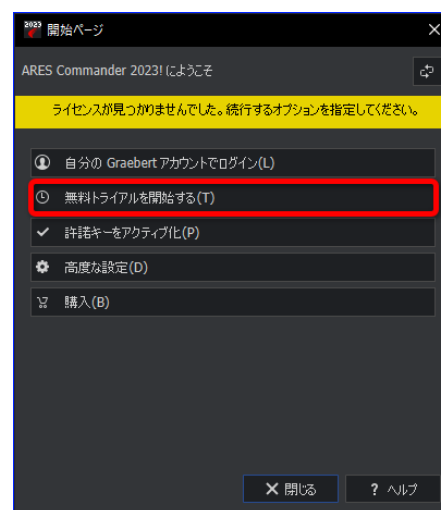 2023 開始ページ
ARES Commander 2023! にようこそ
ライセンスが見つかりませんでした。続行するオプションを指定してください。
自分の Graebert アカウントでログイン(L)
無料トライアルを開始する(T)
許諾キーをアクティブ化(P)
高度な設定(D)
購入(B)
閉じる
? ヘルプ